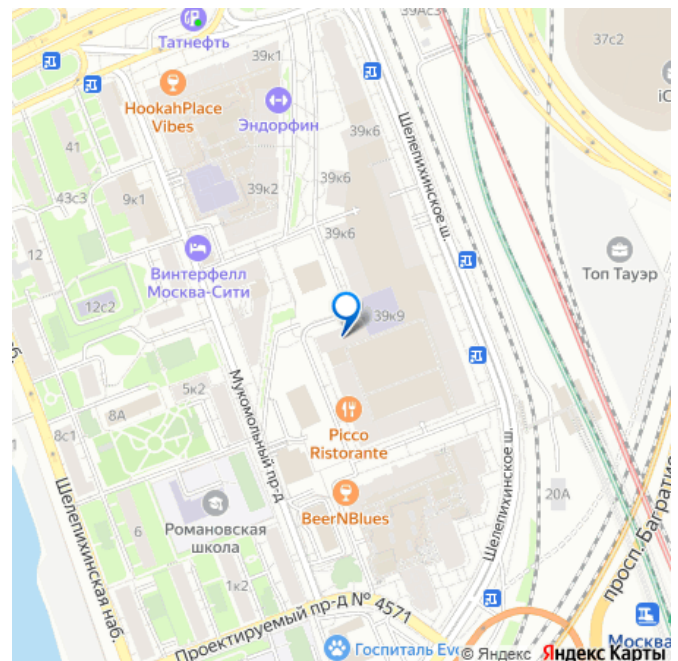 39Ас3
37с2
Татнефть
39к1
HookahPlace
Vibes
Эндорфин
39к6
41
43с3
9к1
39к2
39к6
Шелепихинское ш.
39к6
12
Винтерфелл
Москва-Сити
Топ Тауэр
12с2
39к9
5к2
8А
8с1
Мукомольный пр-д
Picco
Ristorante
Шелепихинское ш.
20А
BeerNBlues
Романовская
школа
6
1к2
Шелепихинская наб.
просп. Баграти
Проектируемый пр-д № 4571
Москва
Госпиталь Evc
© Яндекс Яндекс Карты